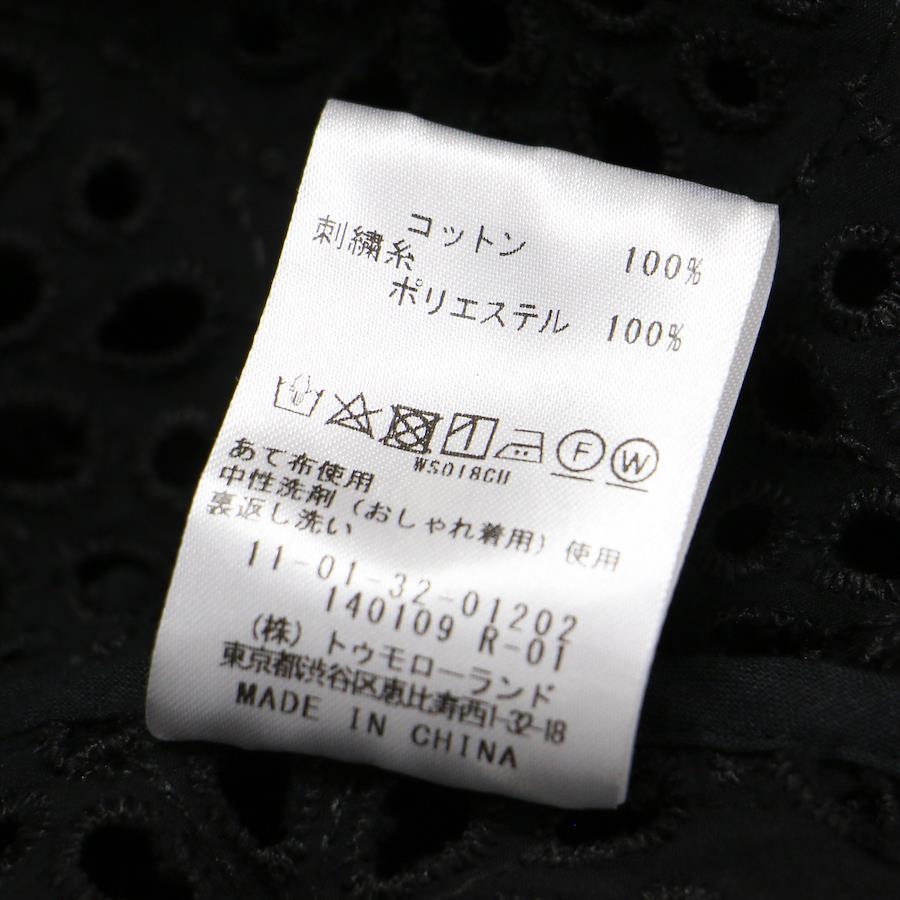 コットン 100%
刺繍糸
ポリエステル 100%
F W
WS018CU
あて布使用
中性洗剤（おしゃれ着用）使用
裏返し洗い
11-01-32-01202
140109 R-01
（株）トゥモローランド
東京都渋谷区恵比寿西1-32-18
MADE IN CHINA